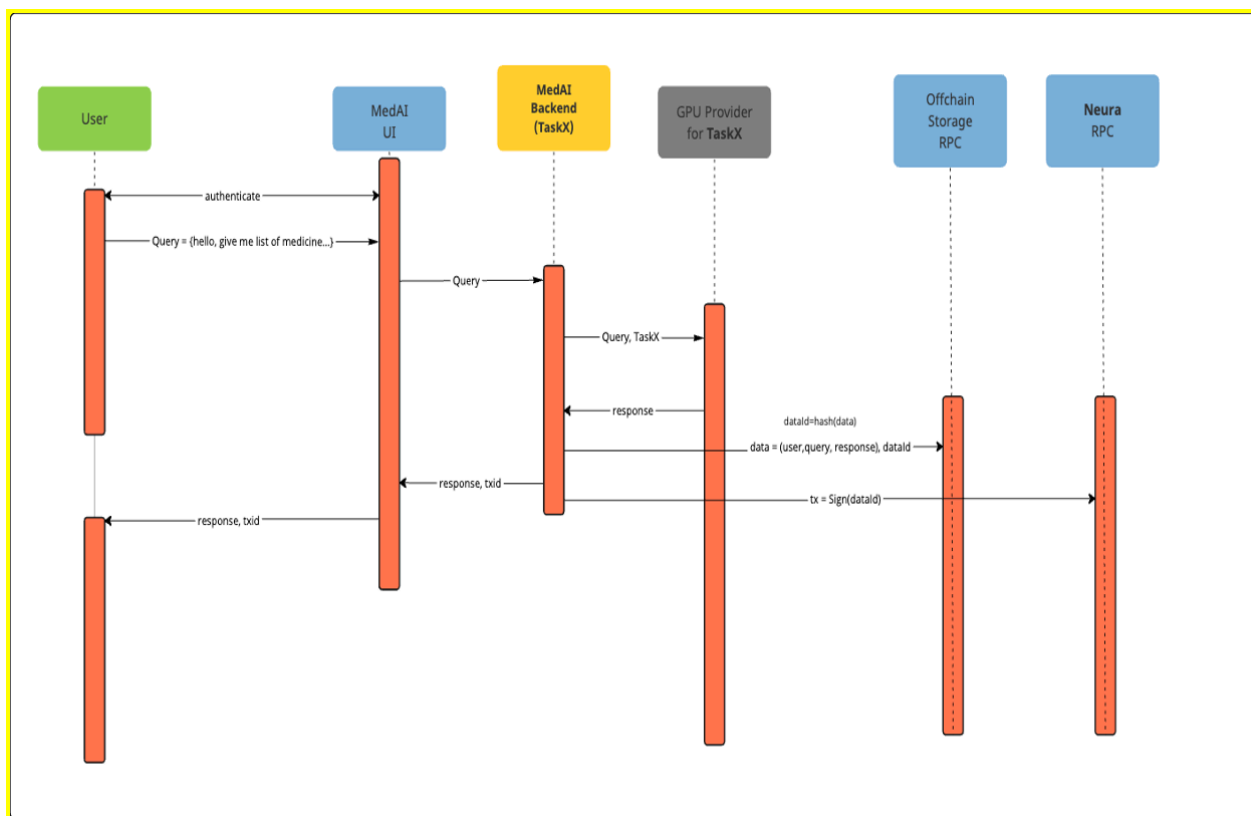 User
MedAI
UI
MedAI
Backend
(TaskX)
GPU Provider
for TaskX
Offchain
Storage
RPC
Neura
RPC
authenticate
Query = {hello, give me list of medicine...}
Query
Query, TaskX
response
dataId=hash(data)
data = (user,query, response), dataId
response, txid
tx = Sign(dataId)
response, txid